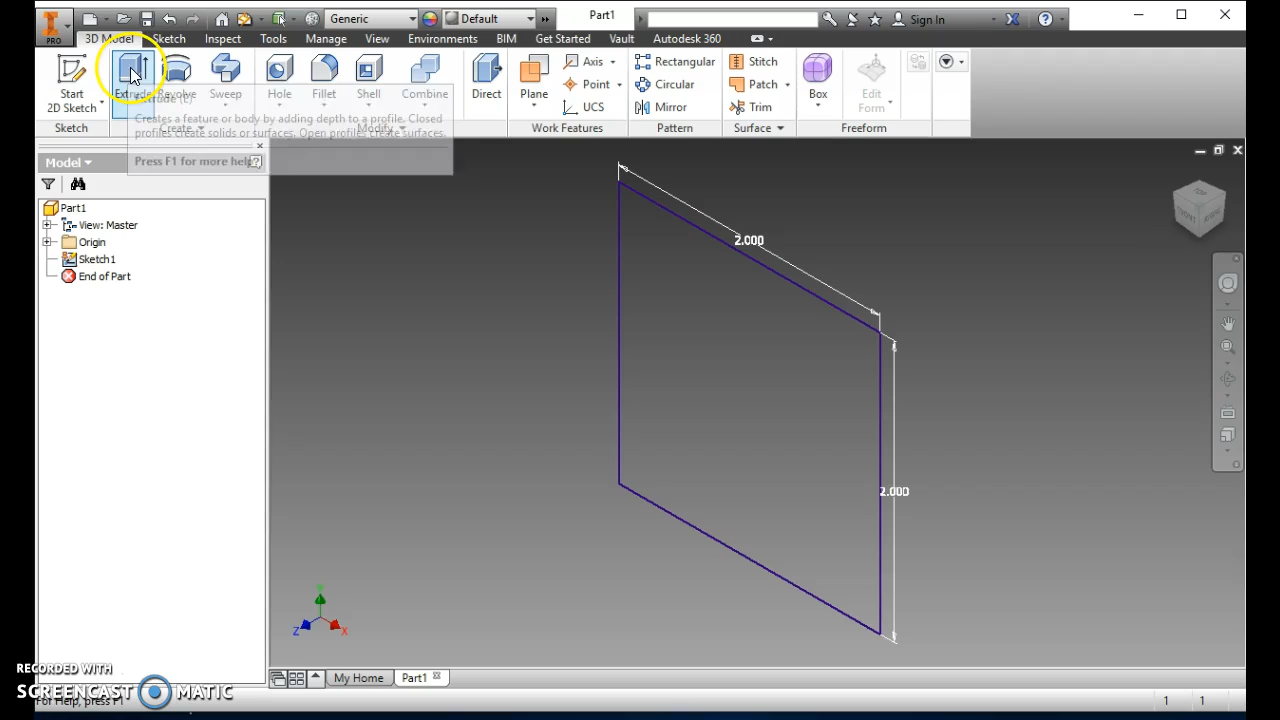 Generic
Default
Part1
Sign In
PRO
3D Model Sketch Inspect Tools Manage View Environments BIM Get Started Vault Autodesk 360
Start
2D Sketch
Extrude
Revolve
Sweep
Hole
Fillet
Shell
Combine
Direct
Plane
Axis
Point
UCS
Rectangular
Circular
Mirror
Stitch
Patch
Trim
Box
Edit
Form
Sketch
Create
Modify
Work Features
Pattern
Surface
Freeform
Extrude (E)
Creates a feature or body by adding depth to a profile. Closed
profiles create solids or surfaces. Open profiles create surfaces.
Press F1 for more help
Model
Part1
View: Master
Origin
Sketch1
End of Part
2.000
2.000
Y
Z
X
My Home
Part1
RECORDED WITH
SCREENCAST MATIC
For Help, press F1
1 1